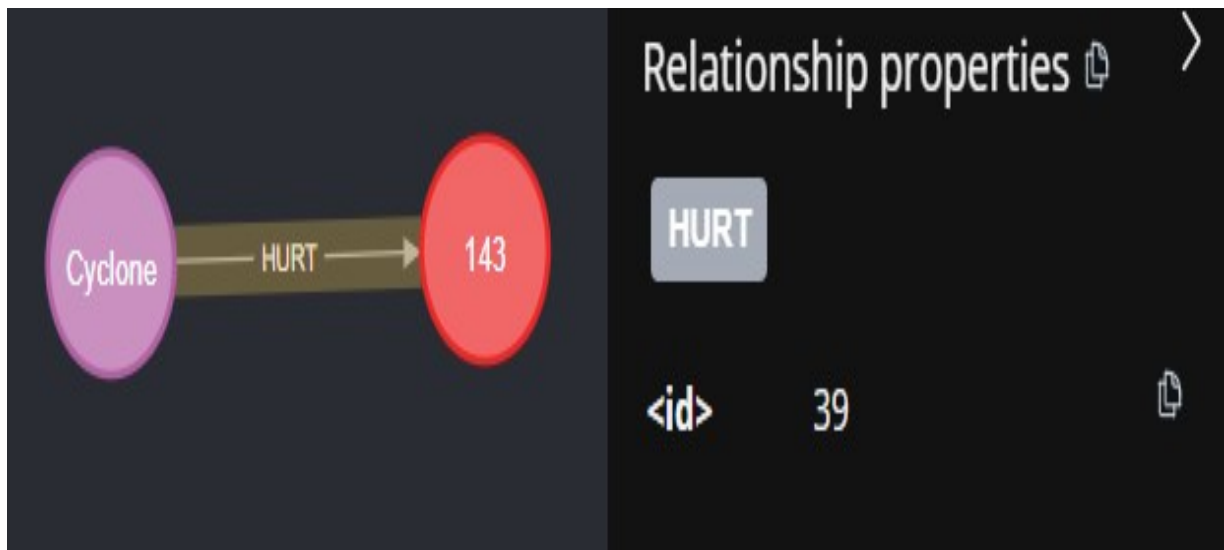 Cyclone
HURT
143
Relationship properties
HURT
<id> 39